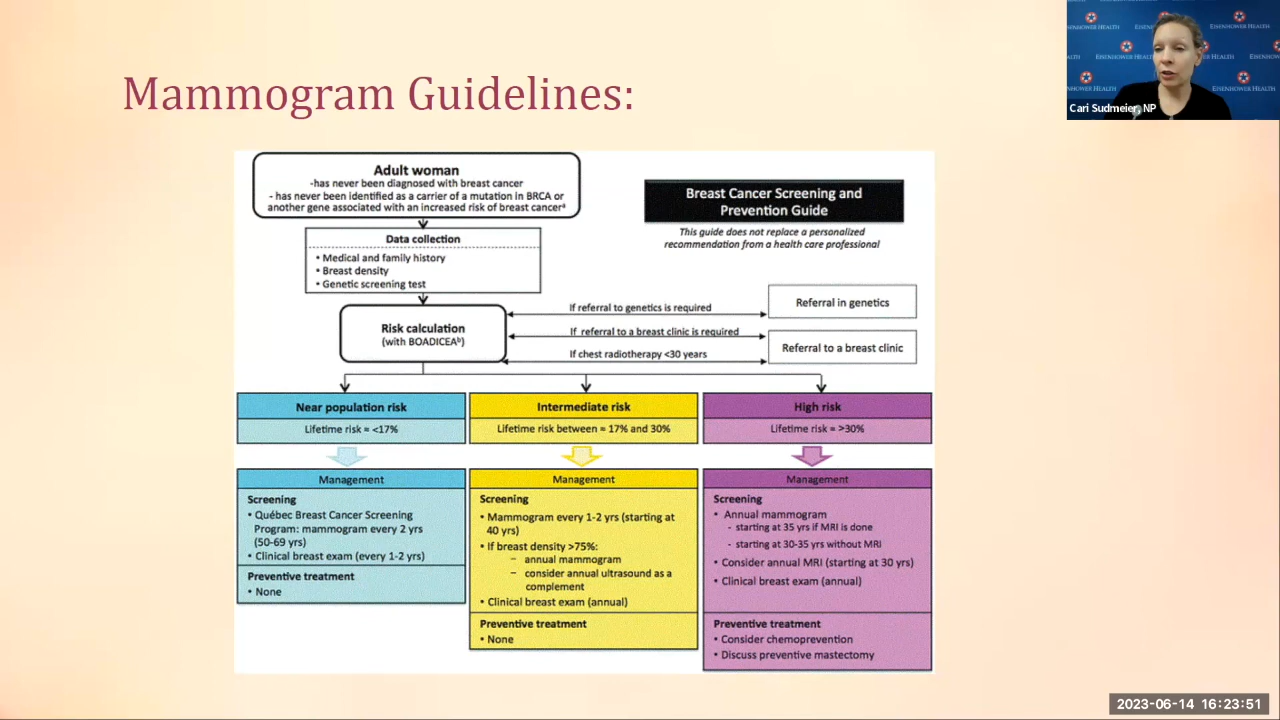 Mammogram Guidelines:
EISENHOWER HEALTH
EISENHOWER HEALTH
EISENHOWER HEALTH
Cari Sudmeier, NP
Adult woman
-has never been diagnosed with breast cancer
- has never been identified as a carrier of a mutation in BRCA or
another gene associated with an increased risk of breast cancerᵃ
Breast Cancer Screening and
Prevention Guide
This guide does not replace a personalized
recommendation from a health care professional
Data collection
• Medical and family history
• Breast density
• Genetic screening test
Risk calculation
(with BOADICEAᵇ)
If referral to genetics is required
Referral in genetics
If referral to a breast clinic is required
If chest radiotherapy <30 years
Referral to a breast clinic
Near population risk
Lifetime risk = <17%
Management
Screening
• Québec Breast Cancer Screening
Program: mammogram every 2 yrs
(50-69 yrs)
• Clinical breast exam (every 1-2 yrs)
Preventive treatment
• None
Intermediate risk
Lifetime risk between ≈ 17% and 30%
Management
Screening
• Mammogram every 1-2 yrs (starting at
40 yrs)
• If breast density >75%:
– annual mammogram
– consider annual ultrasound as a
complement
• Clinical breast exam (annual)
Preventive treatment
• None
High risk
Lifetime risk = >30%
Management
Screening
• Annual mammogram
- starting at 35 yrs if MRI is done
- starting at 30-35 yrs without MRI
• Consider annual MRI (starting at 30 yrs)
• Clinical breast exam (annual)
Preventive treatment
• Consider chemoprevention
• Discuss preventive mastectomy
2023-06-14 16:23:51